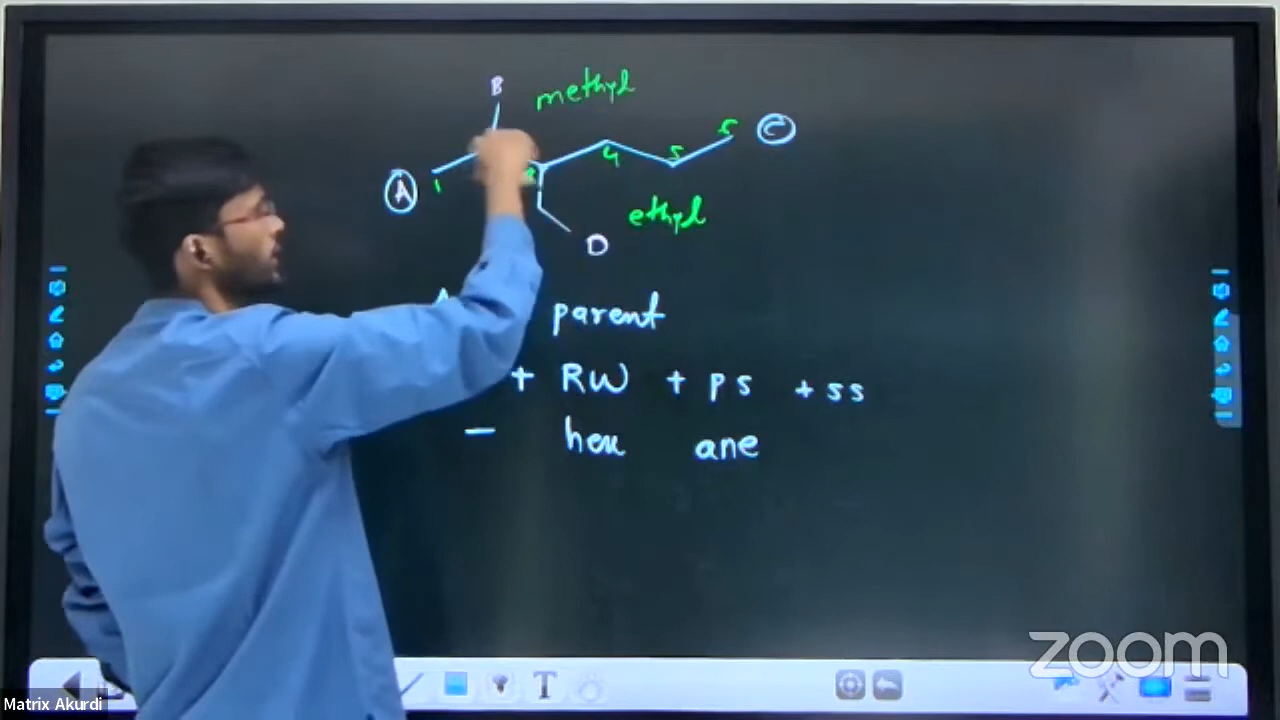 B methyl
A 1 4 5 5 C
ethyl
D
parent
+ RW + ps + ss
— hex ane
zoom
T
Matrix Akurdi